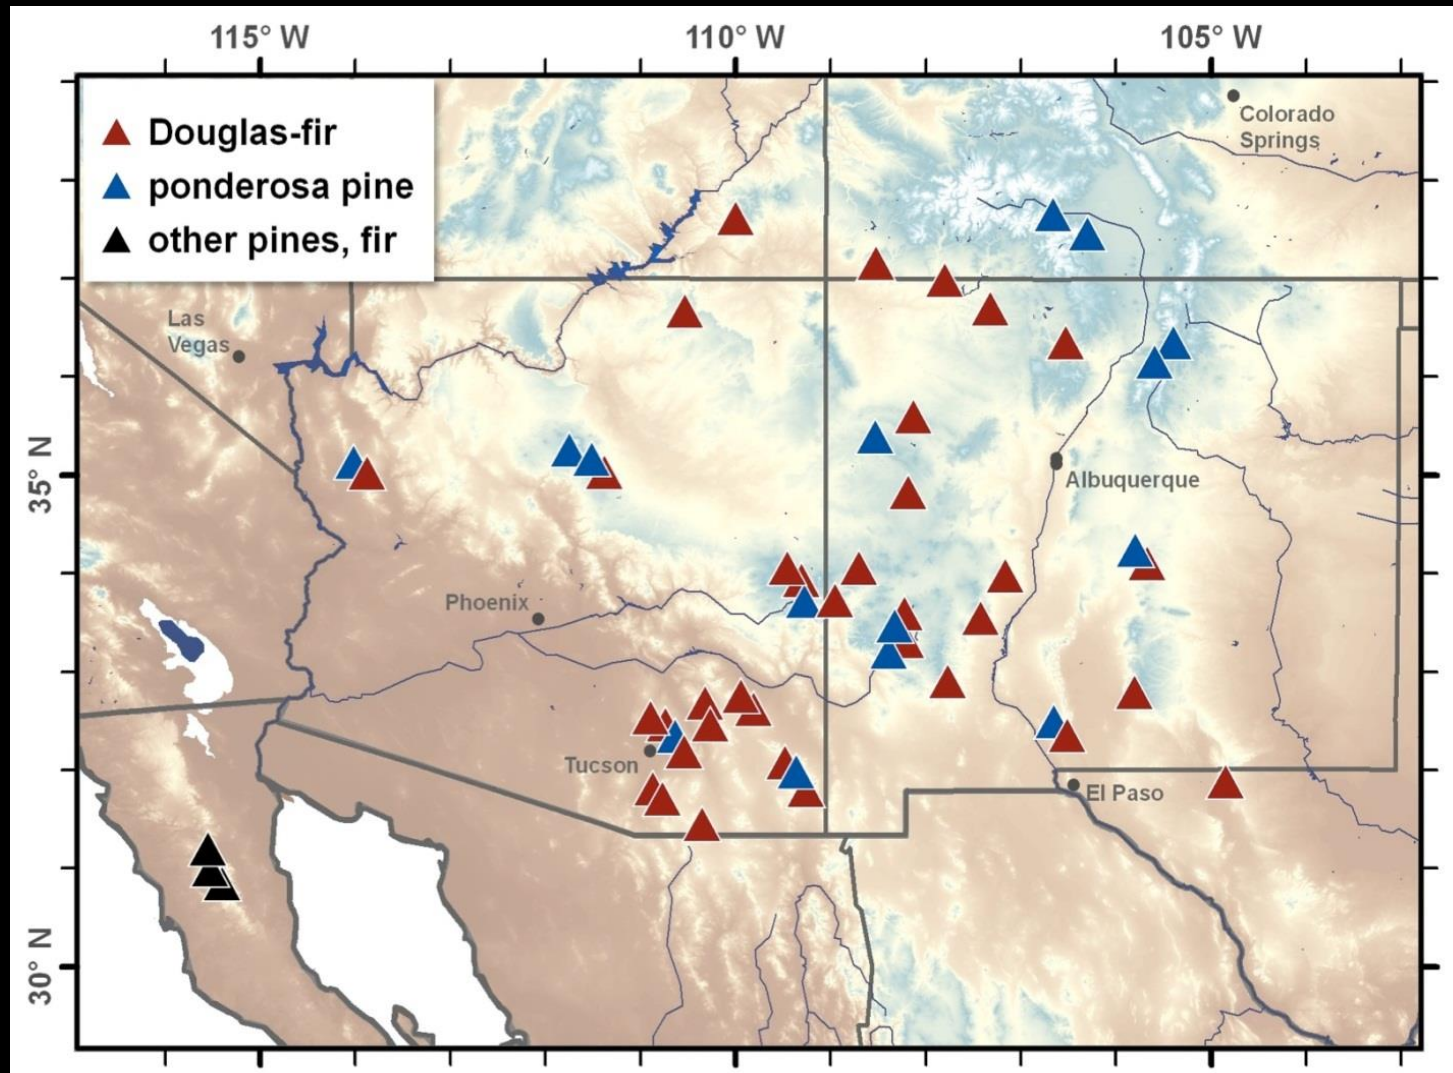 115° W
110° W
105° W
Douglas-fir
ponderosa pine
other pines, fir
Colorado
Springs
Las
Vegas
35° N
Albuquerque
Phoenix
Tucson
El Paso
30° N